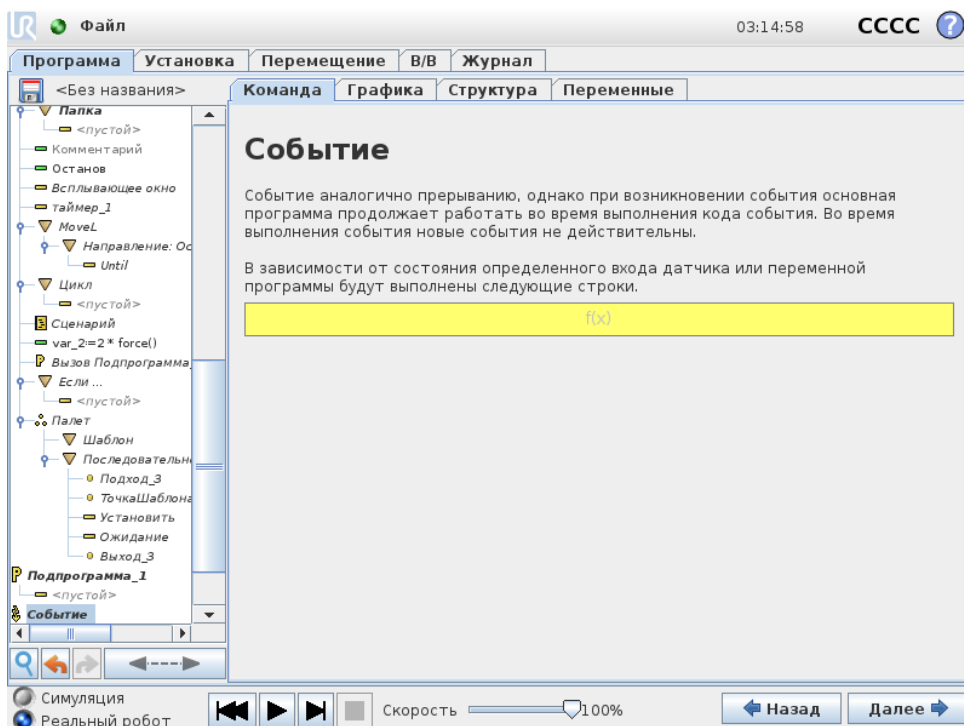 UR Файл 03:14:58 CCCC ?
Программа Установка Перемещение В/В Журнал
<Без названия> Команда Графика Структура Переменные
Папка
<пустой>
Комментарий
Останов
Всплывающее окно
таймер_1
MoveL
Направление: Ос
Until
Цикл
<пустой>
Сценарий
var_2:=2 * force()
Вызов Подпрограмма_
Если ...
<пустой>
Палет
Шаблон
Последовательн
Подход_3
ТочкаШаблона
Установить
Ожидание
Выход_3
Подпрограмма_1
<пустой>
Событие
Событие
Событие аналогично прерыванию, однако при возникновении события основная
программа продолжает работать во время выполнения кода события. Во время
выполнения события новые события не действительны.
В зависимости от состояния определенного входа датчика или переменной
программы будут выполнены следующие строки.
f(x)
Симуляция
Реальный робот
Скорость 100%
Назад Далее